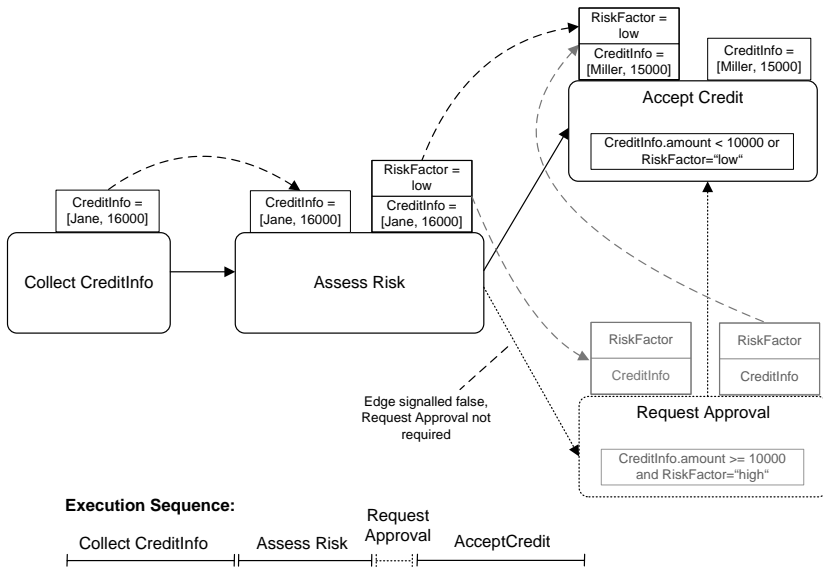 RiskFactor =
low
CreditInfo =
[Miller, 15000]
CreditInfo =
[Miller, 15000]
Accept Credit
CreditInfo.amount < 10000 or
RiskFactor="low“
CreditInfo =
[Jane, 16000]
Collect CreditInfo
CreditInfo =
[Jane, 16000]
RiskFactor =
low
CreditInfo =
[Jane, 16000]
Assess Risk
Edge signalled false,
Request Approval not
required
RiskFactor
CreditInfo
RiskFactor
CreditInfo
Request Approval
CreditInfo.amount >= 10000
and RiskFactor="high“
Execution Sequence:
Collect CreditInfo
Assess Risk
Request
Approval
AcceptCredit